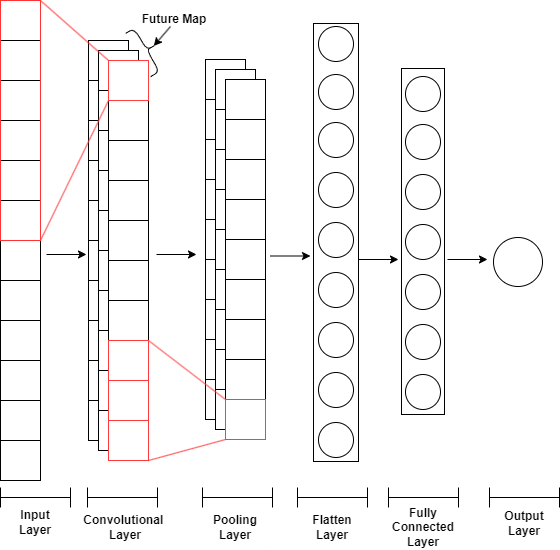 Future Map
Input
Layer
Convolutional
Layer
Pooling
Layer
Flatten
Layer
Fully
Connected
Layer
Output
Layer